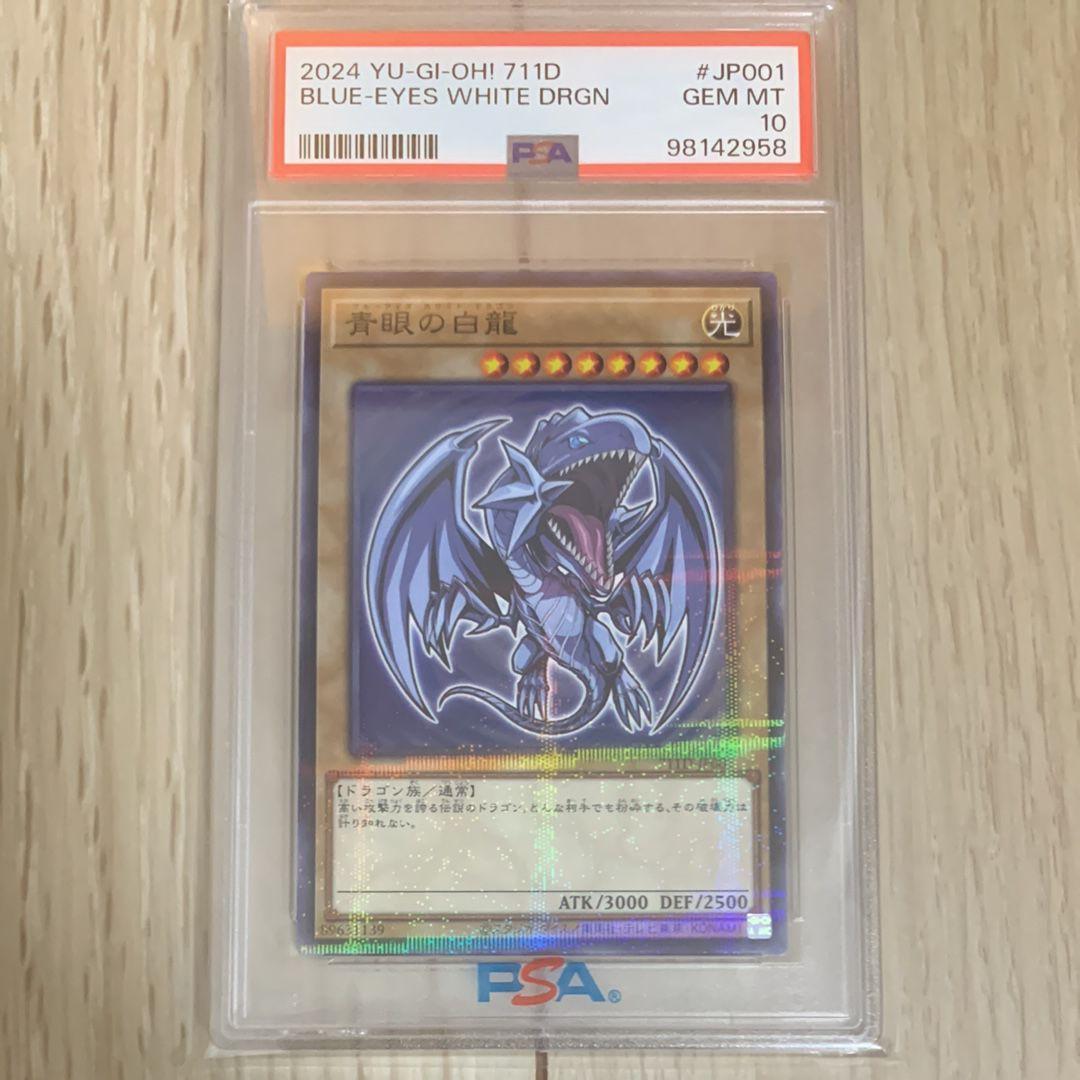 2024 YU-GI-OH! 711D #JP001
BLUE-EYES WHITE DRGN GEM MT
10
98142958
PSA
青眼の白龍
光
【ドラゴン族/通常】
高い攻撃力を誇る伝説のドラゴン。どんな相手でも粉砕する、その破壊力は
計り知れない。
ATK/3000 DEF/2500
KONAMI
PSA®